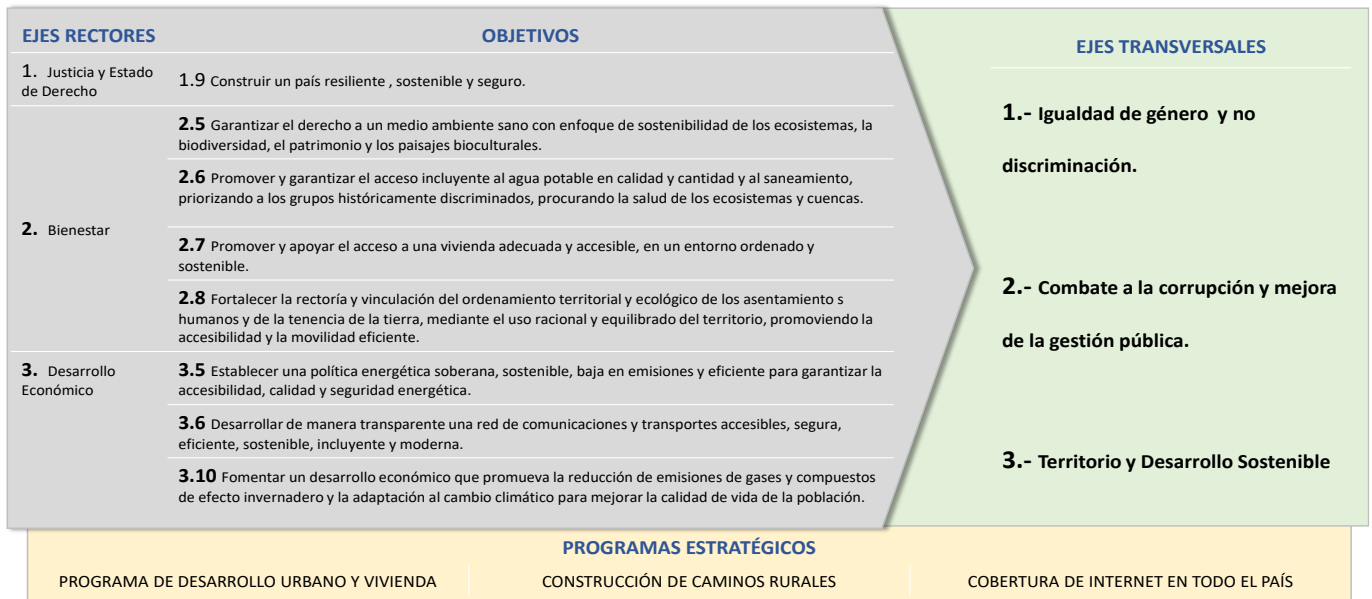 EJES RECTORES
OBJETIVOS
1. Justicia y Estado
de Derecho
1.9 Construir un país resiliente , sostenible y seguro.
2. Bienestar
2.5 Garantizar el derecho a un medio ambiente sano con enfoque de sostenibilidad de los ecosistemas, la
biodiversidad, el patrimonio y los paisajes bioculturales.
2.6 Promover y garantizar el acceso incluyente al agua potable en calidad y cantidad y al saneamiento,
priorizando a los grupos históricamente discriminados, procurando la salud de los ecosistemas y cuencas.
2.7 Promover y apoyar el acceso a una vivienda adecuada y accesible, en un entorno ordenado y
sostenible.
2.8 Fortalecer la rectoría y vinculación del ordenamiento territorial y ecológico de los asentamiento s
humanos y de la tenencia de la tierra, mediante el uso racional y equilibrado del territorio, promoviendo la
accesibilidad y la movilidad eficiente.
3. Desarrollo
Económico
3.5 Establecer una política energética soberana, sostenible, baja en emisiones y eficiente para garantizar la
accesibilidad, calidad y seguridad energética.
3.6 Desarrollar de manera transparente una red de comunicaciones y transportes accesibles, segura,
eficiente, sostenible, incluyente y moderna.
3.10 Fomentar un desarrollo económico que promueva la reducción de emisiones de gases y compuestos
de efecto invernadero y la adaptación al cambio climático para mejorar la calidad de vida de la población.
EJES TRANSVERSALES
1.- Igualdad de género y no
discriminación.
2.- Combate a la corrupción y mejora
de la gestión pública.
3.- Territorio y Desarrollo Sostenible
PROGRAMAS ESTRATÉGICOS
PROGRAMA DE DESARROLLO URBANO Y VIVIENDA
CONSTRUCCIÓN DE CAMINOS RURALES
COBERTURA DE INTERNET EN TODO EL PAÍS